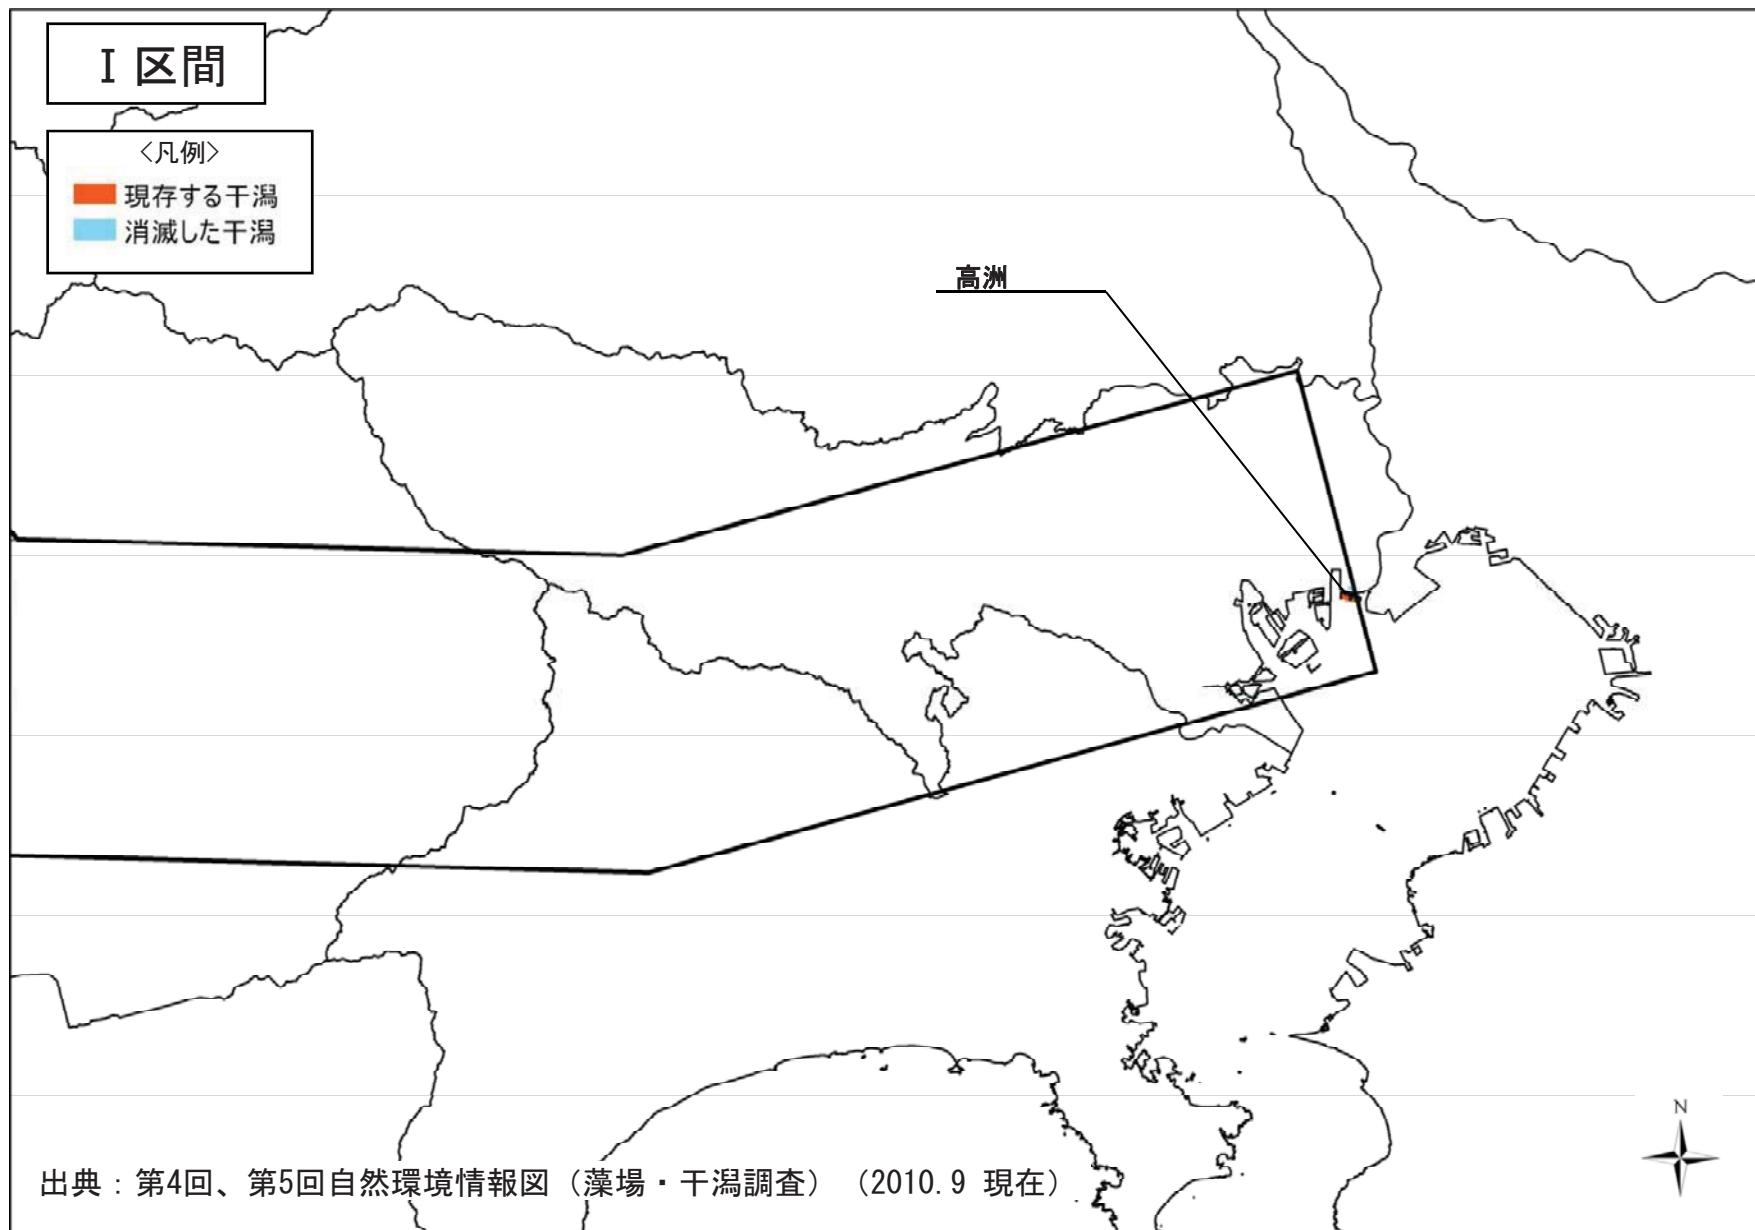 Ⅰ区間
<凡例>
現存する干潟
消滅した干潟
高洲
N
出典：第4回、第5回自然環境情報図（藻場・干潟調査）（2010.9 現在）